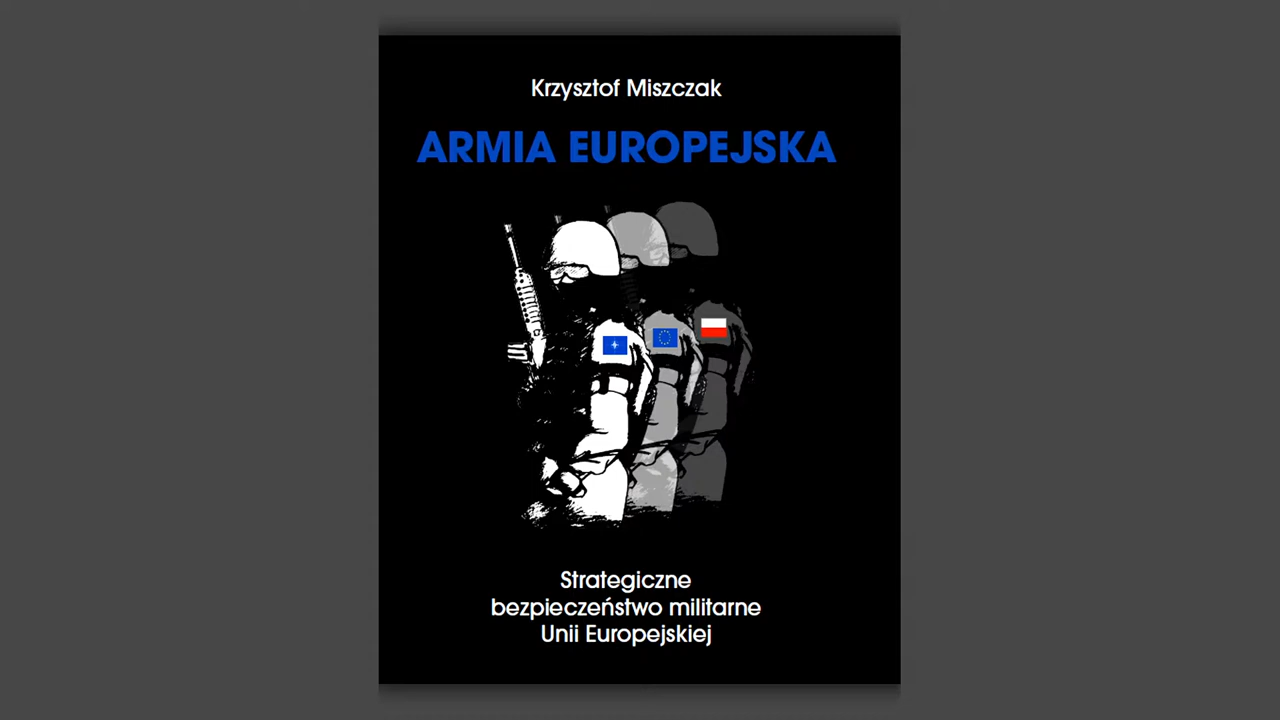 Krzysztof Miszczak
ARMIA EUROPEJSKA
Strategiczne
bezpieczeństwo militarne
Unii Europejskiej